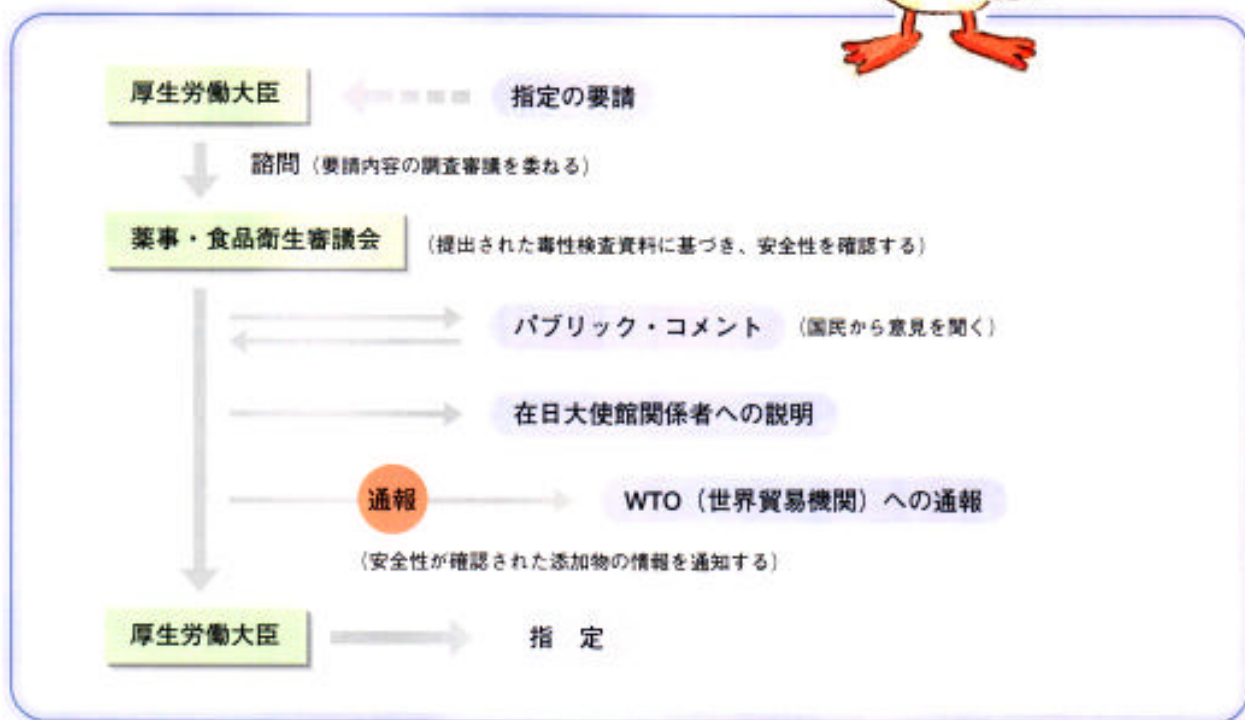 厚生労働大臣
指定の要請
諮問（要請内容の調査審議を委ねる）
薬事・食品衛生審議会
（提出された毒性検査資料に基づき、安全性を確認する）
パブリック・コメント
（国民から意見を聞く）
在日大使館関係者への説明
通報
WTO（世界貿易機関）への通報
（安全性が確認された添加物の情報を通知する）
厚生労働大臣
指　定